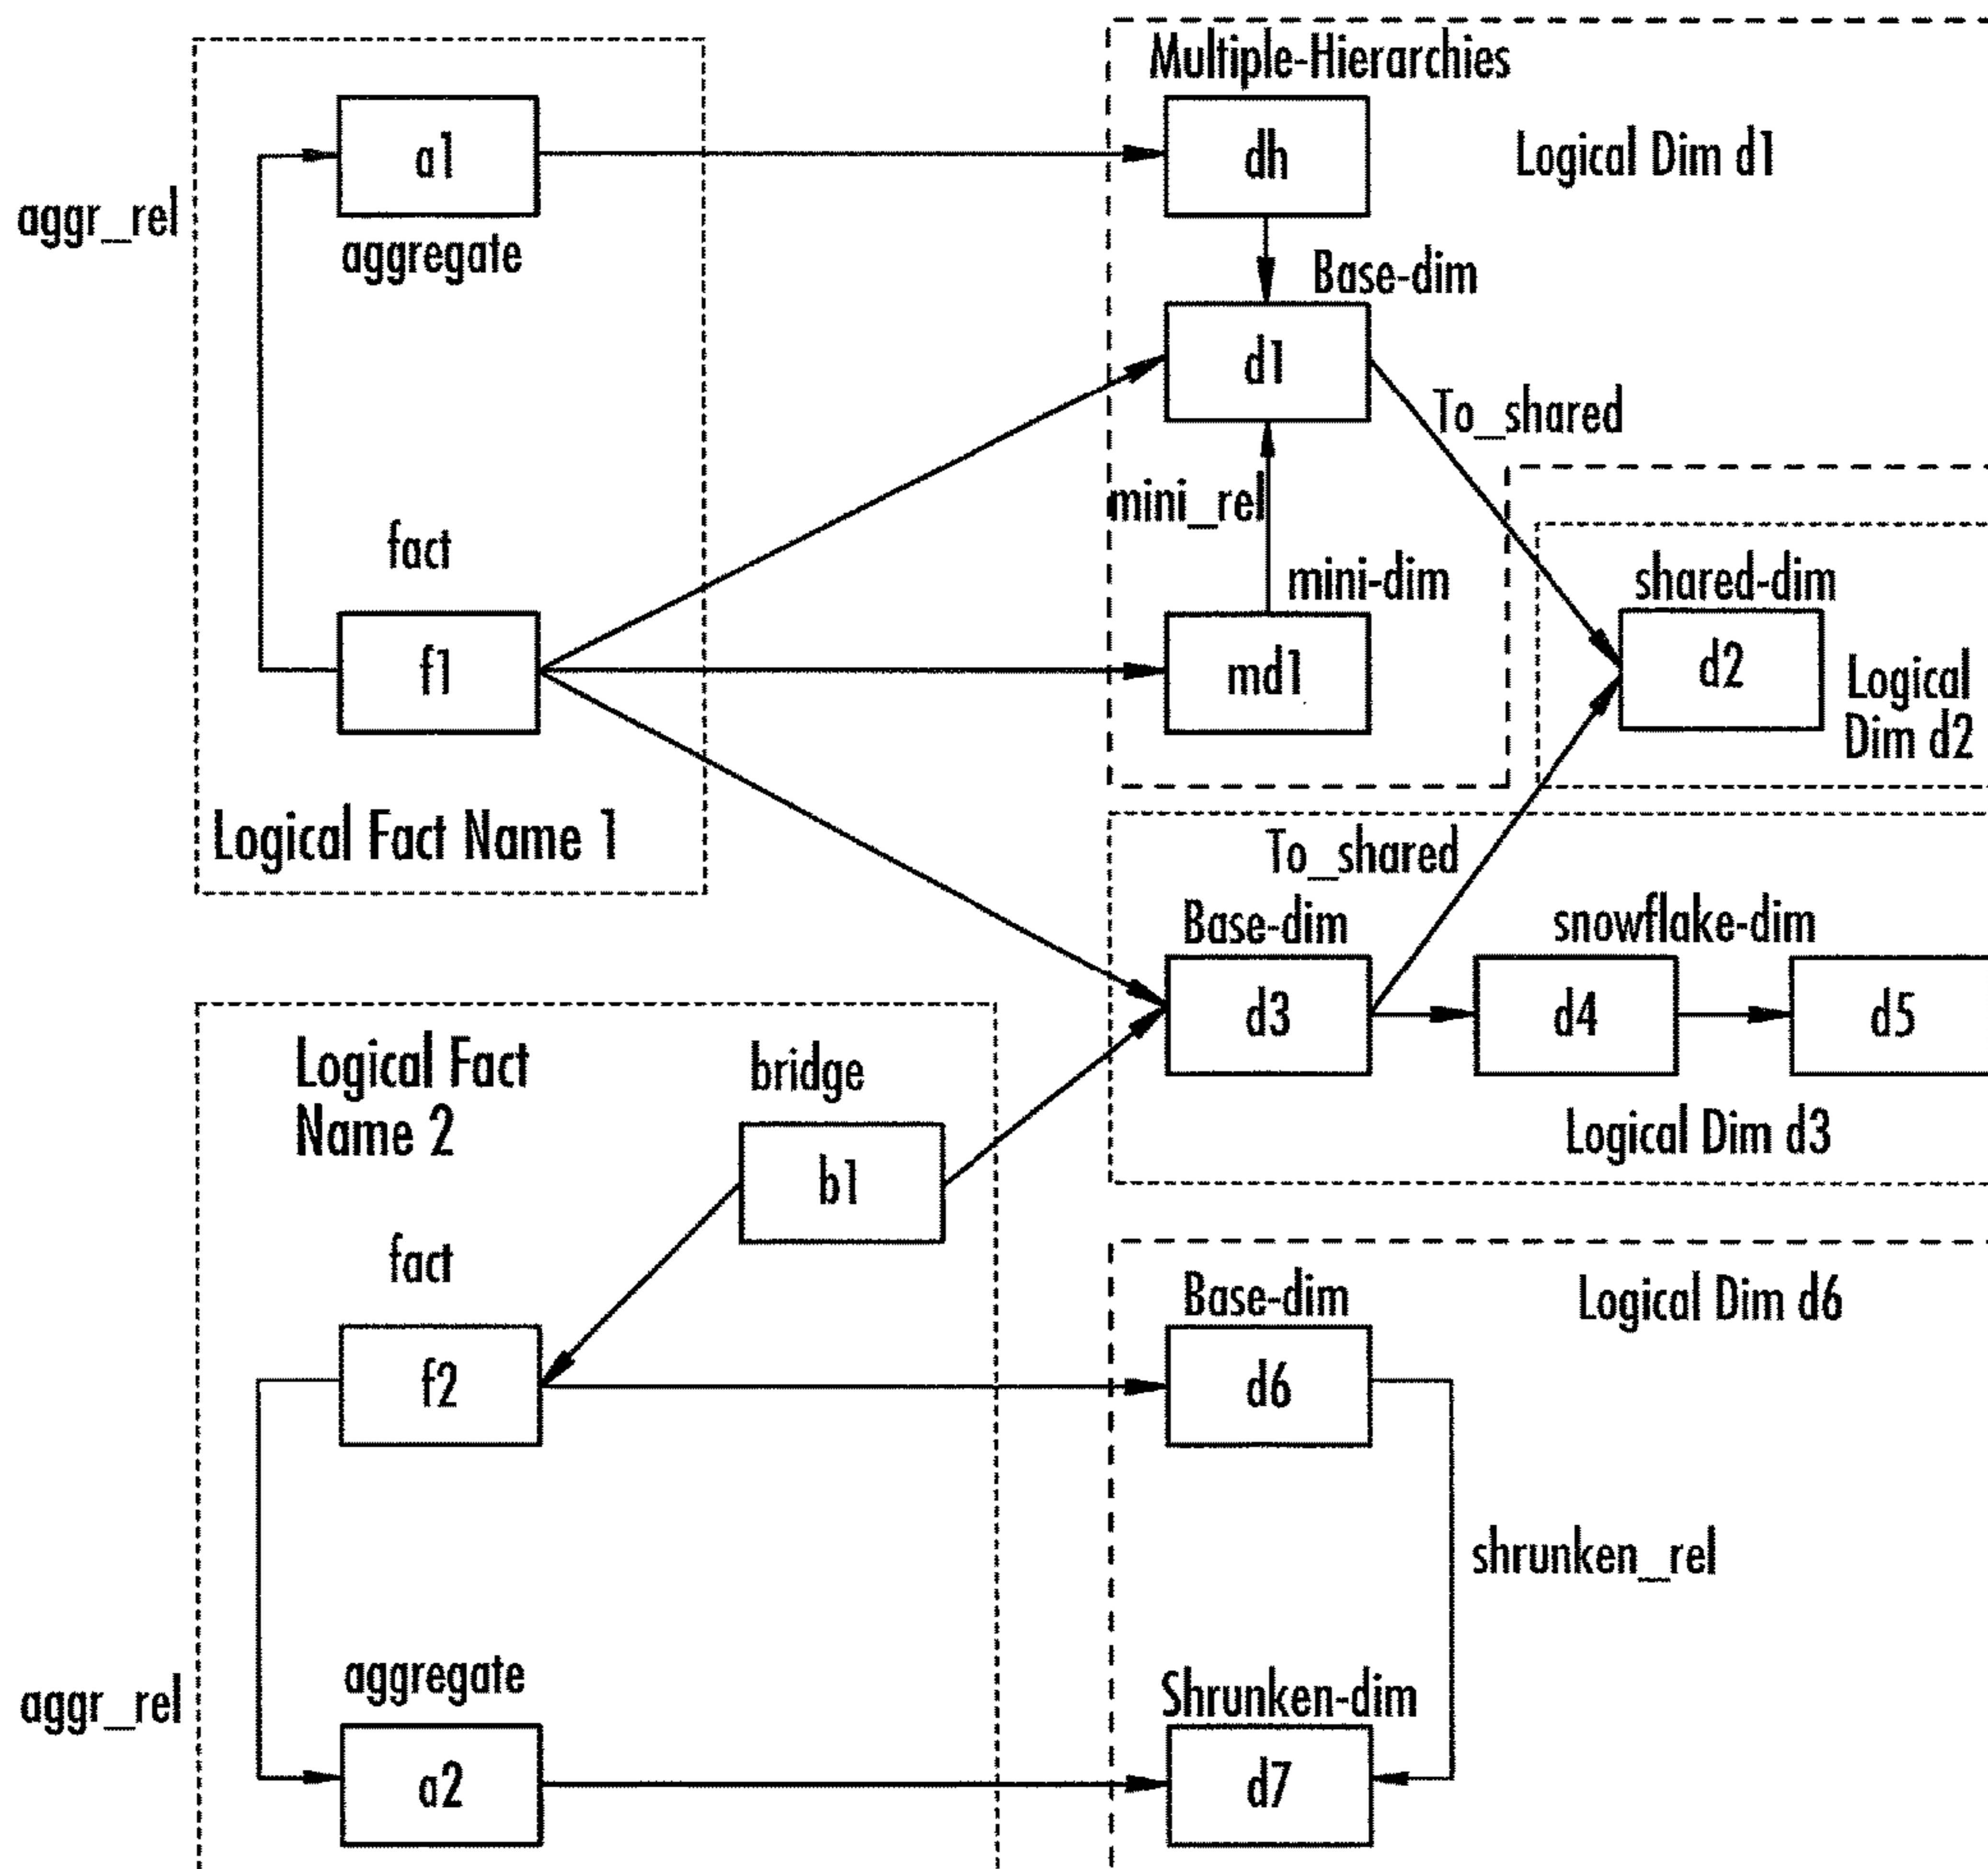 Multiple-Hierarchies
a1
dh
Logical Dim d1
aggr_rel
aggregate
Base-dim
d1
To_shared
mini_rel
fact
mini-dim
shared-dim
f1
md1
d2
Logical
Dim d2
Logical Fact Name 1
To_shared
Base-dim
snowflake-dim
d3
d4
d5
Logical Fact
Name 2
bridge
Logical Dim d3
b1
fact
Base-dim
Logical Dim d6
f2
d6
shrunken_rel
aggregate
Shrunken-dim
aggr_rel
a2
d7